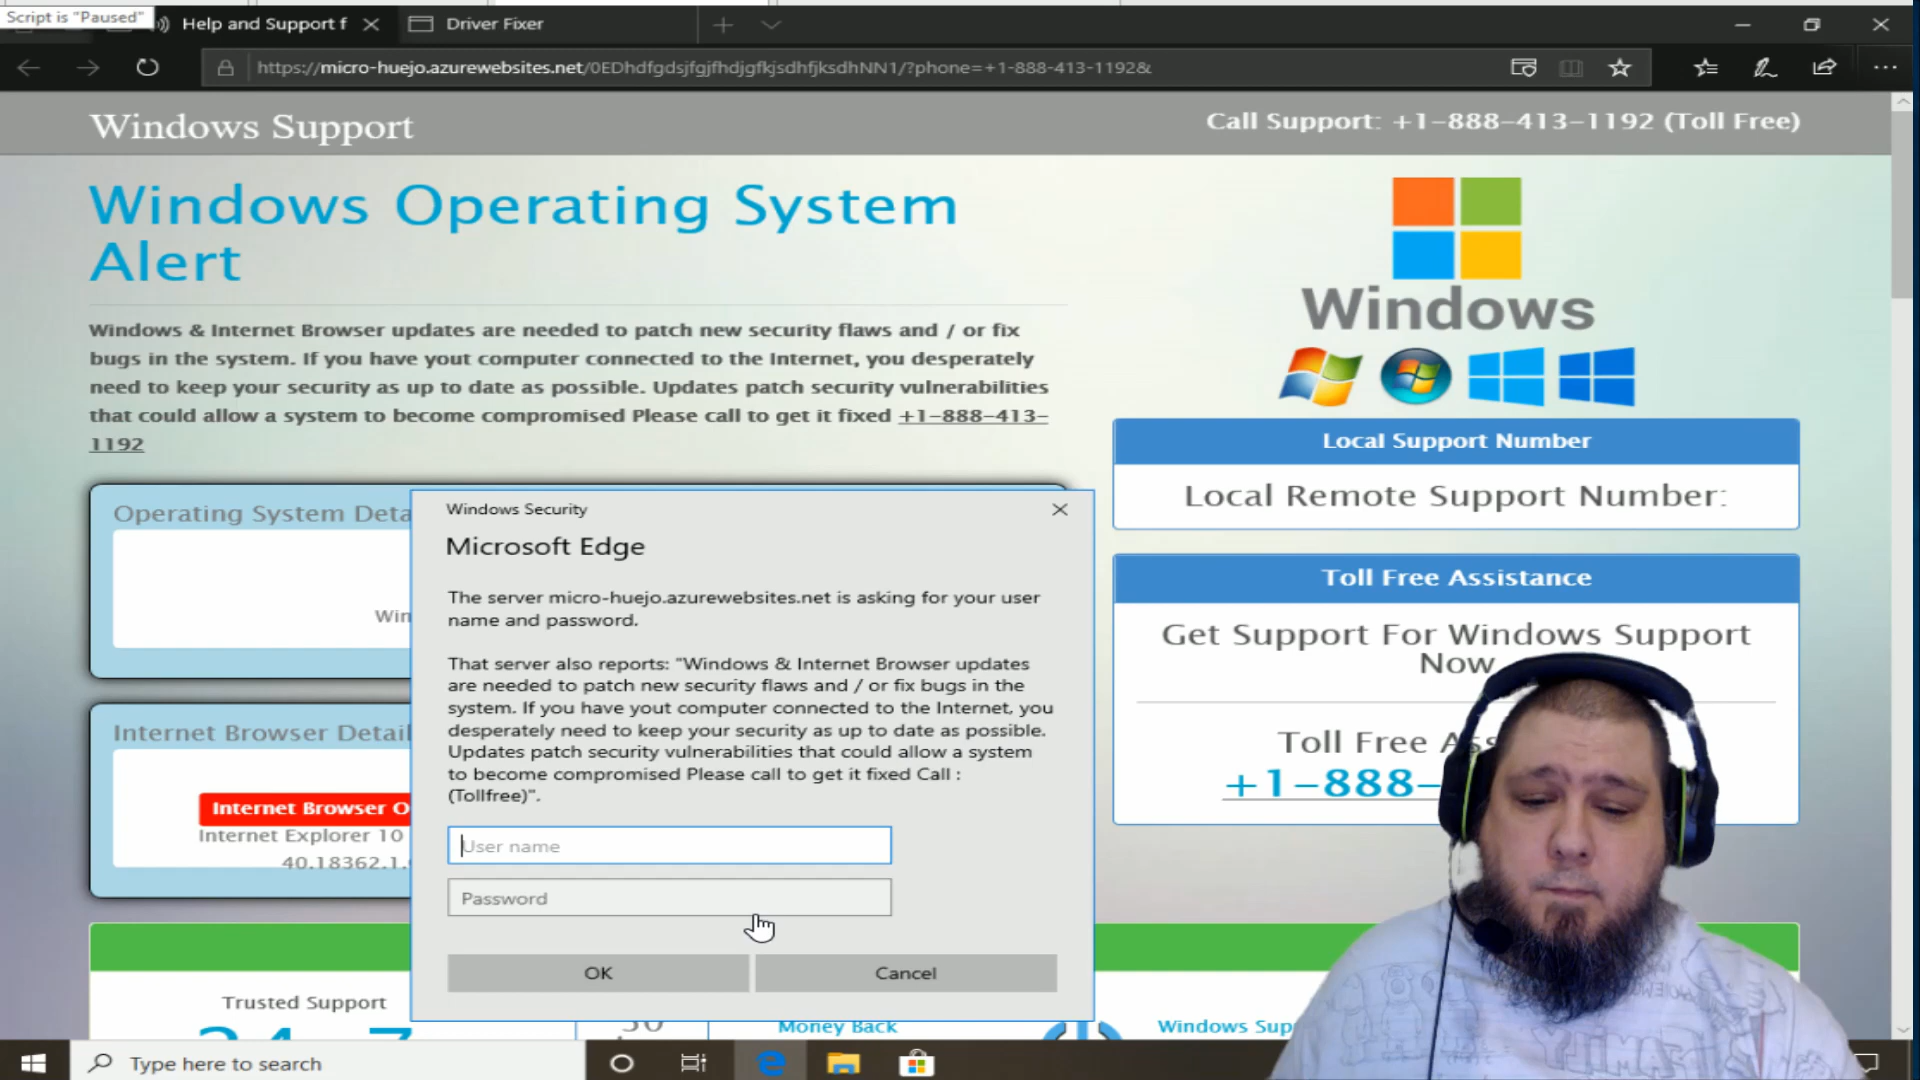 Script is "Paused"
Help and Support f
Driver Fixer
https://micro-huejo.azurewebsites.net/0EDhdfgdsjfgjfhdjgfkjsdhfjksdhNN1/?phone=+1-888-413-1192&
Windows Support
Call Support: +1-888-413-1192 (Toll Free)
Windows Operating System
Alert
Windows & Internet Browser updates are needed to patch new security flaws and / or fix
bugs in the system. If you have yout computer connected to the Internet, you desperately
need to keep your security as up to date as possible. Updates patch security vulnerabilities
that could allow a system to become compromised Please call to get it fixed +1-888-413-
1192
Windows
Local Support Number
Local Remote Support Number:
Toll Free Assistance
Get Support For Windows Support
Now
Toll Free Ass
+1-888-
Operating System Deta
Win
Internet Browser Detail
Internet Browser O
Internet Explorer 10
40.18362.1.
Windows Security
Microsoft Edge
The server micro-huejo.azurewebsites.net is asking for your user
name and password.
That server also reports: "Windows & Internet Browser updates
are needed to patch new security flaws and / or fix bugs in the
system. If you have yout computer connected to the Internet, you
desperately need to keep your security as up to date as possible.
Updates patch security vulnerabilities that could allow a system
to become compromised Please call to get it fixed Call :
(Tollfree)".
User name
Password
OK
Cancel
Trusted Support
Money Back
Windows Sup
Type here to search